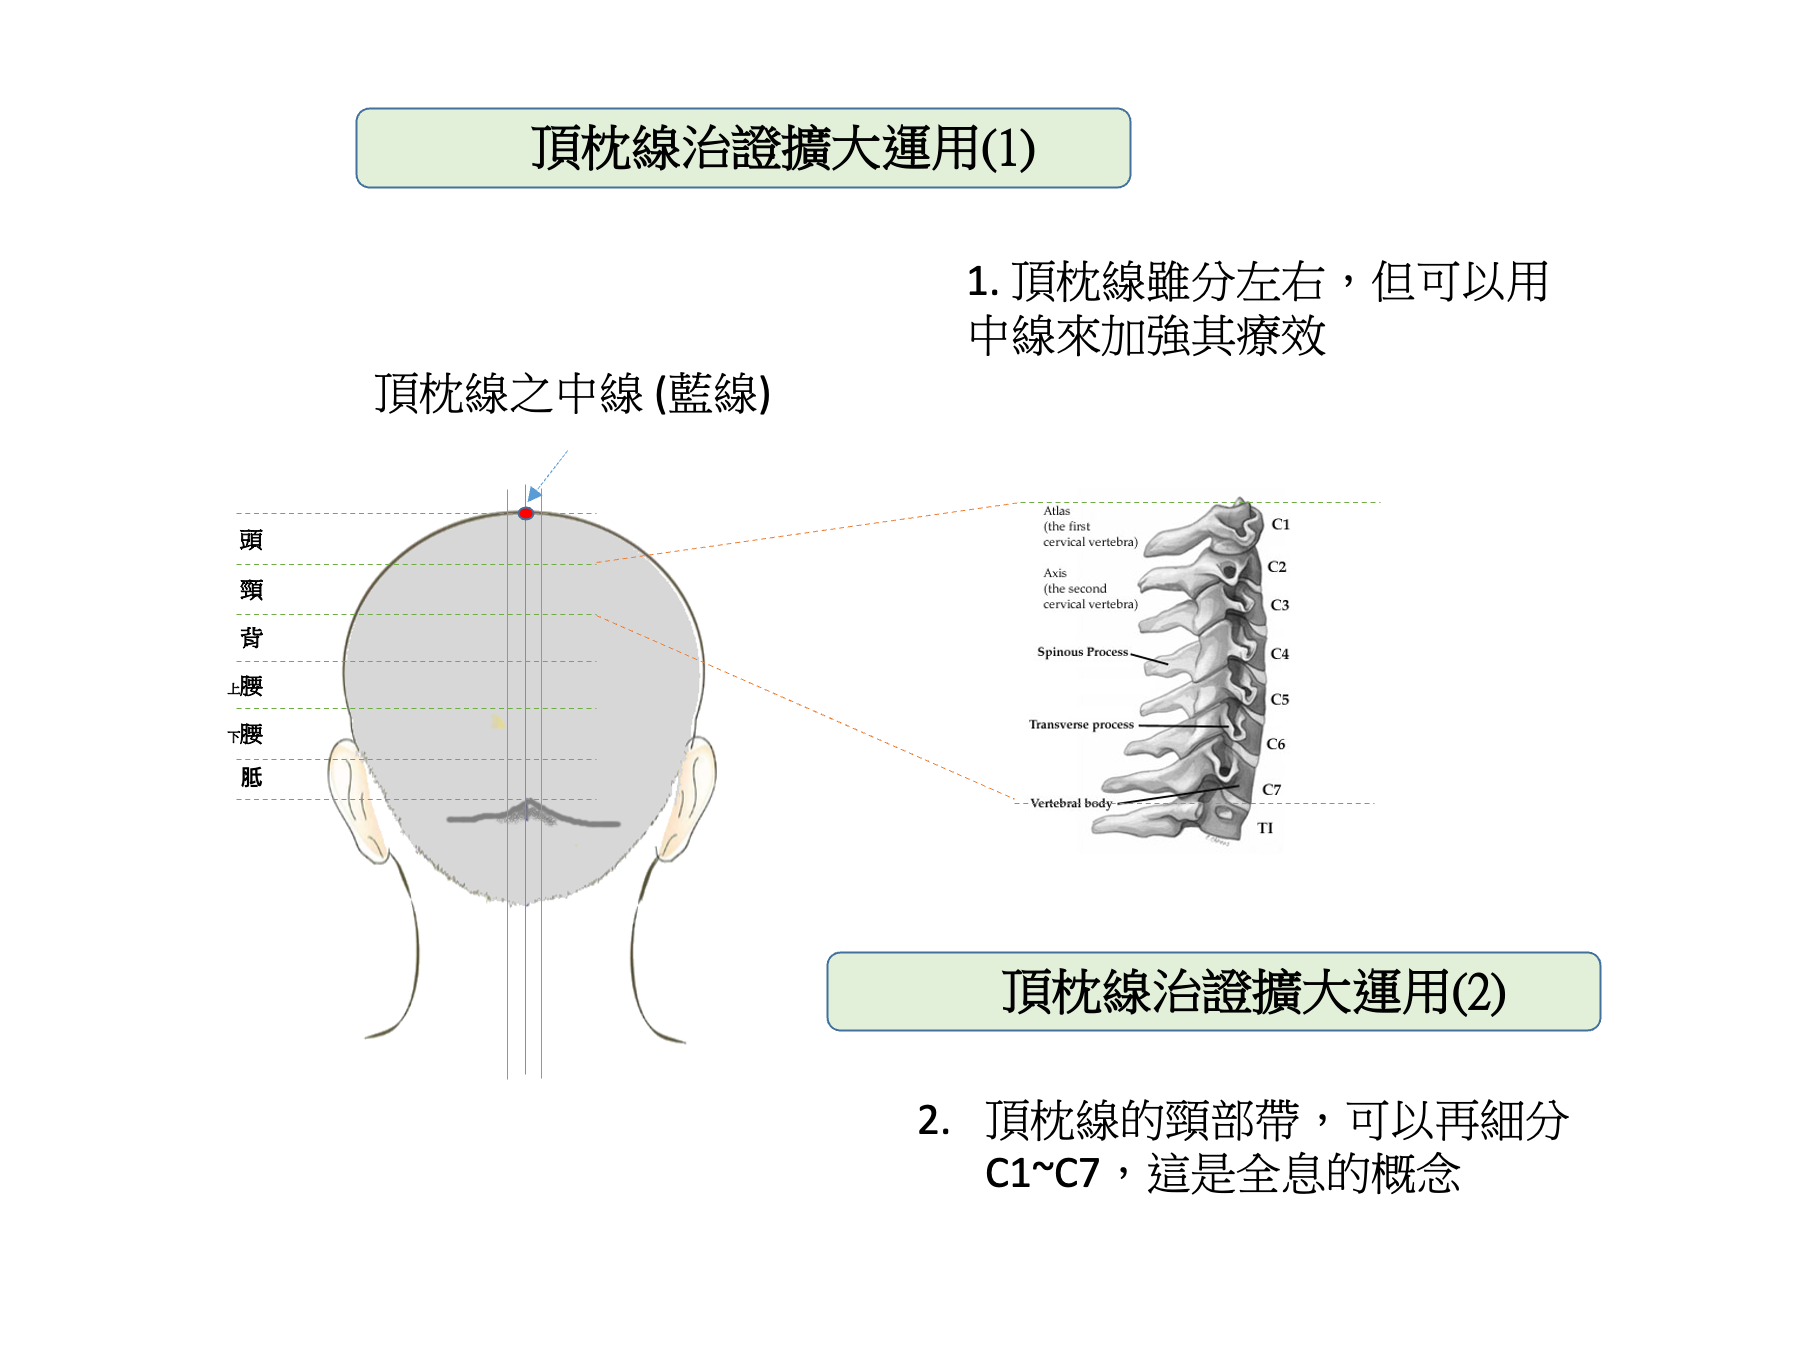 頂枕線治證擴大運用(1)
1. 頂枕線雖分左右，但可以用
中線來加強其療效
頂枕線之中線 (藍線)
頭
頸
背
上腰
下腰
骶
Atlas
(the first
cervical vertebra)
Axis
(the second
cervical vertebra)
Spinous Process
Transverse process
Vertebral body
C1
C2
C3
C4
C5
C6
C7
TI
頂枕線治證擴大運用(2)
2. 頂枕線的頸部帶，可以再細分
C1~C7，這是全息的概念